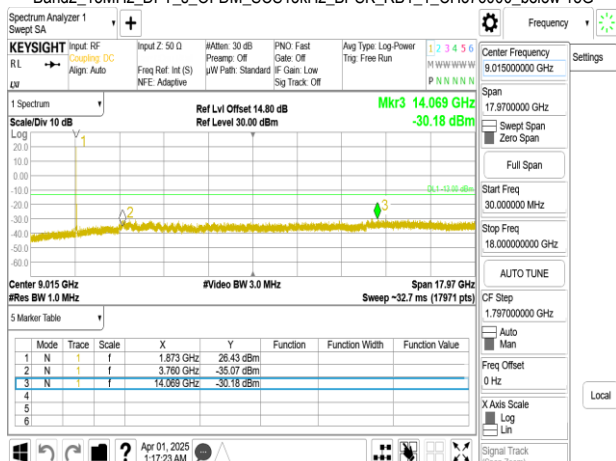 Band2_15MHz_DFT_s_OFDM_SCS15kHz_BPSK_RB1_1_CH376000_below 18G
Spectrum Analyzer 1
Swept SA
Frequency
KEYSIGHT
RL
Input: RF
Coupling: DC
Align: Auto
Input Z: 50 Ω
Freq Ref: Int (S)
NFE: Adaptive
#Atten: 30 dB
Preamp: Off
µW Path: Standard
PNO: Fast
Gate: Off
IF Gain: Low
Sig Track: Off
Avg Type: Log-Power
Trig: Free Run
1 2 3 4 5 6
M W W W W W
P N N N N N
Center Frequency
9.015000000 GHz
Settings
Span
17.9700000 GHz
Swept Span
Zero Span
Full Span
Start Freq
30.000000 MHz
Stop Freq
18.000000000 GHz
AUTO TUNE
CF Step
1.797000000 GHz
Auto
Man
Freq Offset
0 Hz
X Axis Scale
Log
Lin
Signal Track
Local
1 Spectrum
Scale/Div 10 dB
Log
Ref Lvl Offset 14.80 dB
Ref Level 30.00 dBm
Mkr3 14.069 GHz
-30.18 dBm
20.0
10.0
0.00
-10.0
-20.0
-30.0
-40.0
-50.0
-60.0
DL1 -13.00 dBm
1
2
3
Center 9.015 GHz
#Res BW 1.0 MHz
#Video BW 3.0 MHz
Span 17.97 GHz
Sweep ~32.7 ms (17971 pts)
5 Marker Table
Mode Trace Scale X Y Function Function Width Function Value
1 N 1 f 1.873 GHz 26.43 dBm
2 N 1 f 3.760 GHz -35.07 dBm
3 N 1 f 14.069 GHz -30.18 dBm
4
5
6
Apr 01, 2025
1:17:23 AM